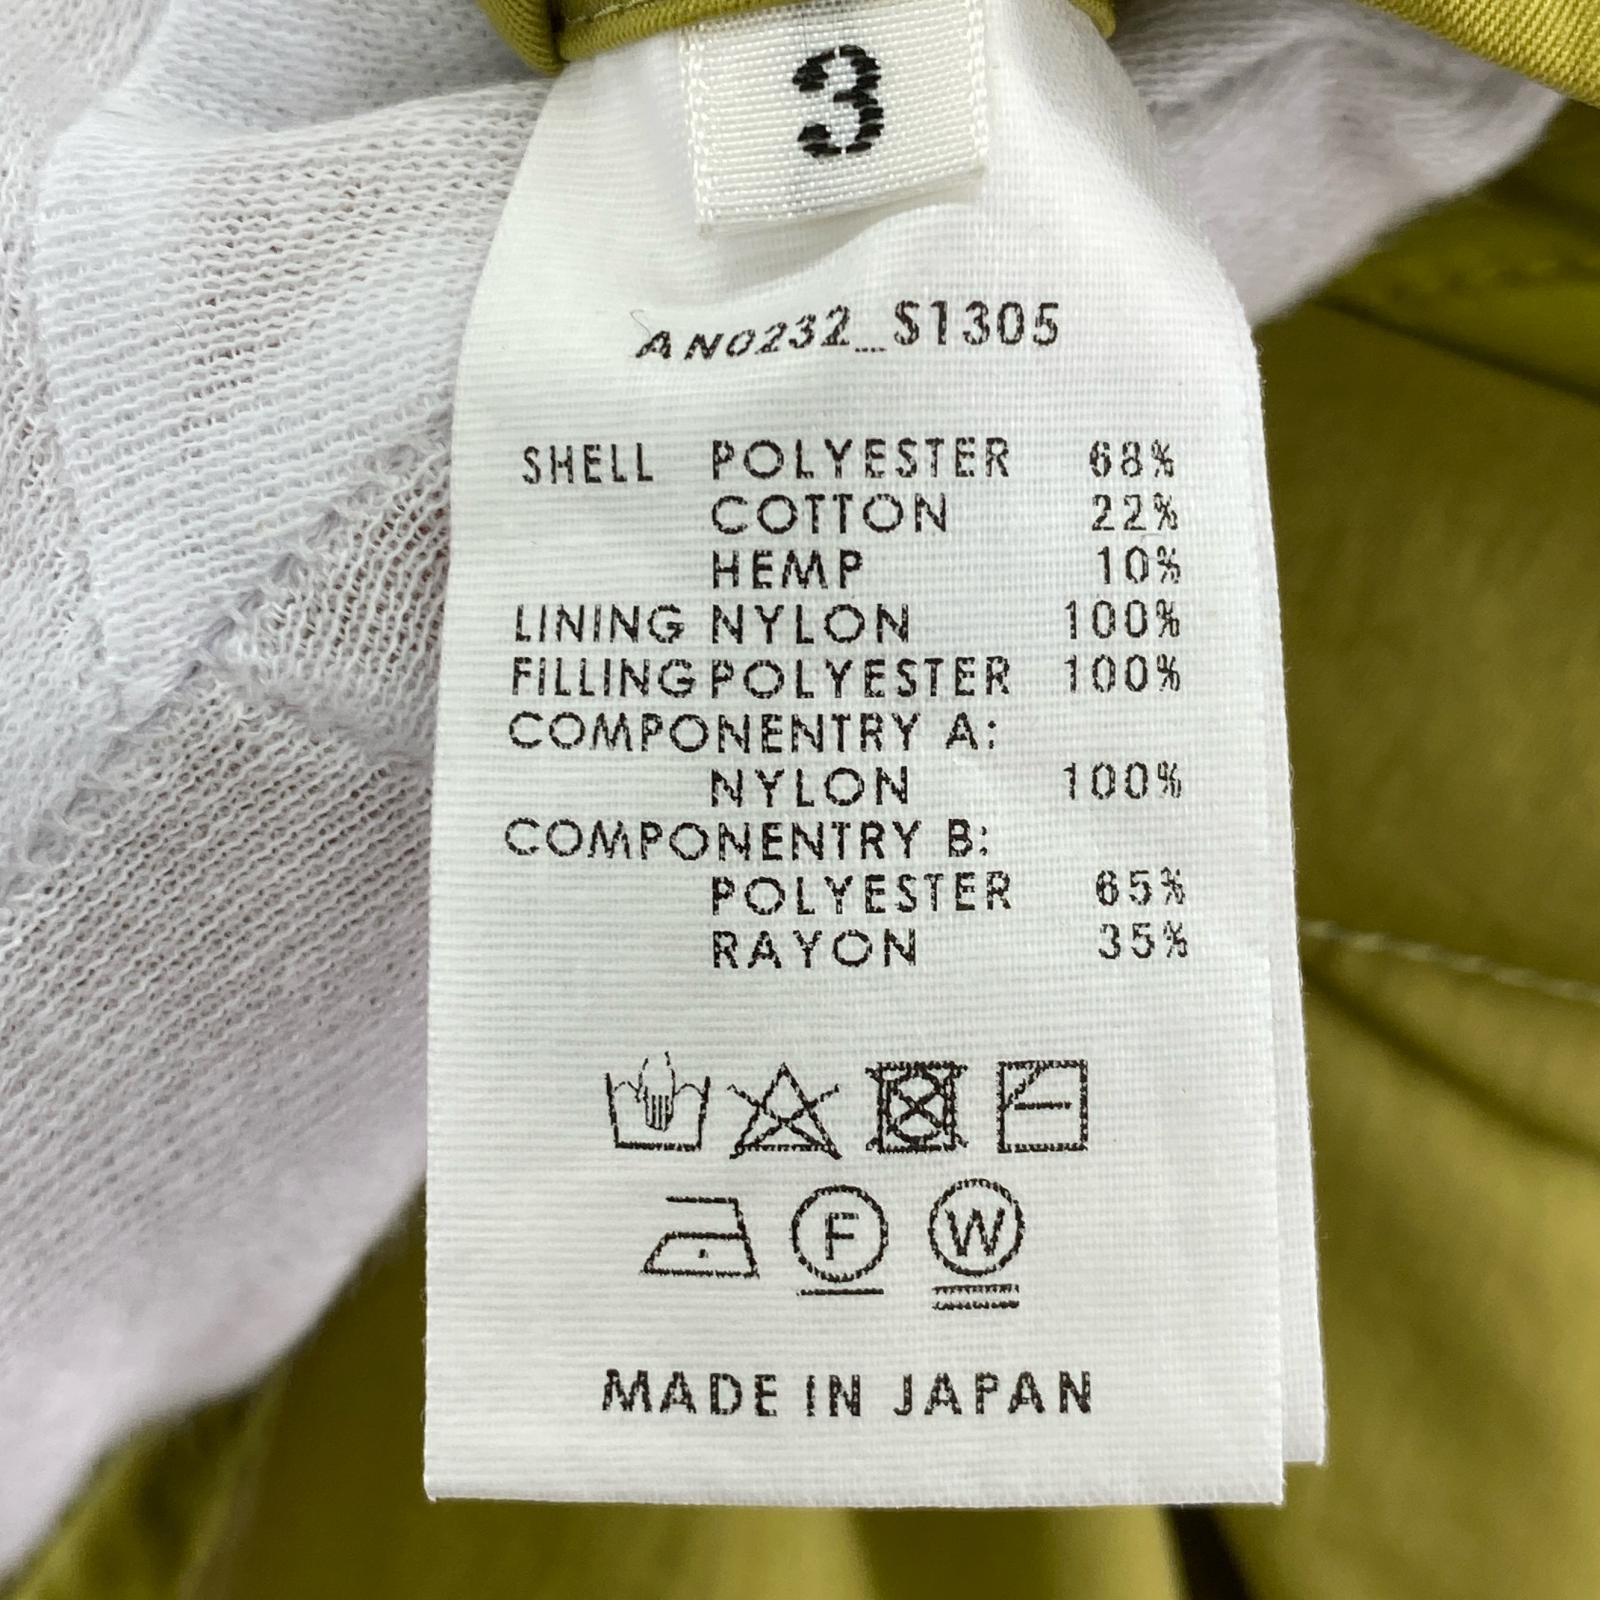 3
AN0232_S1305
SHELL POLYESTER 68%
COTTON 22%
HEMP 10%
LINING NYLON 100%
FILLING POLYESTER 100%
COMPONENTRY A:
NYLON 100%
COMPONENTRY B:
POLYESTER 65%
RAYON 35%
F W
MADE IN JAPAN